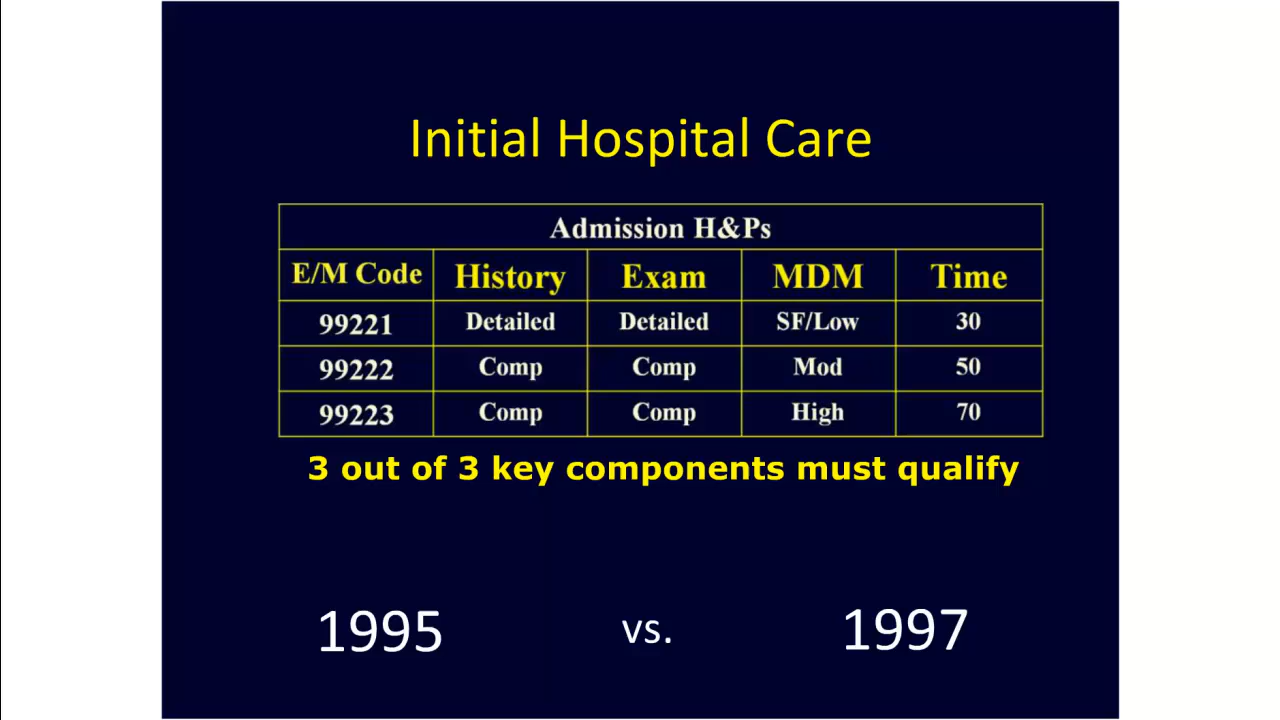 Initial Hospital Care
Admission H&Ps
E/M Code History Exam MDM Time
99221 Detailed Detailed SF/Low 30
99222 Comp Comp Mod 50
99223 Comp Comp High 70
3 out of 3 key components must qualify
1995 vs. 1997